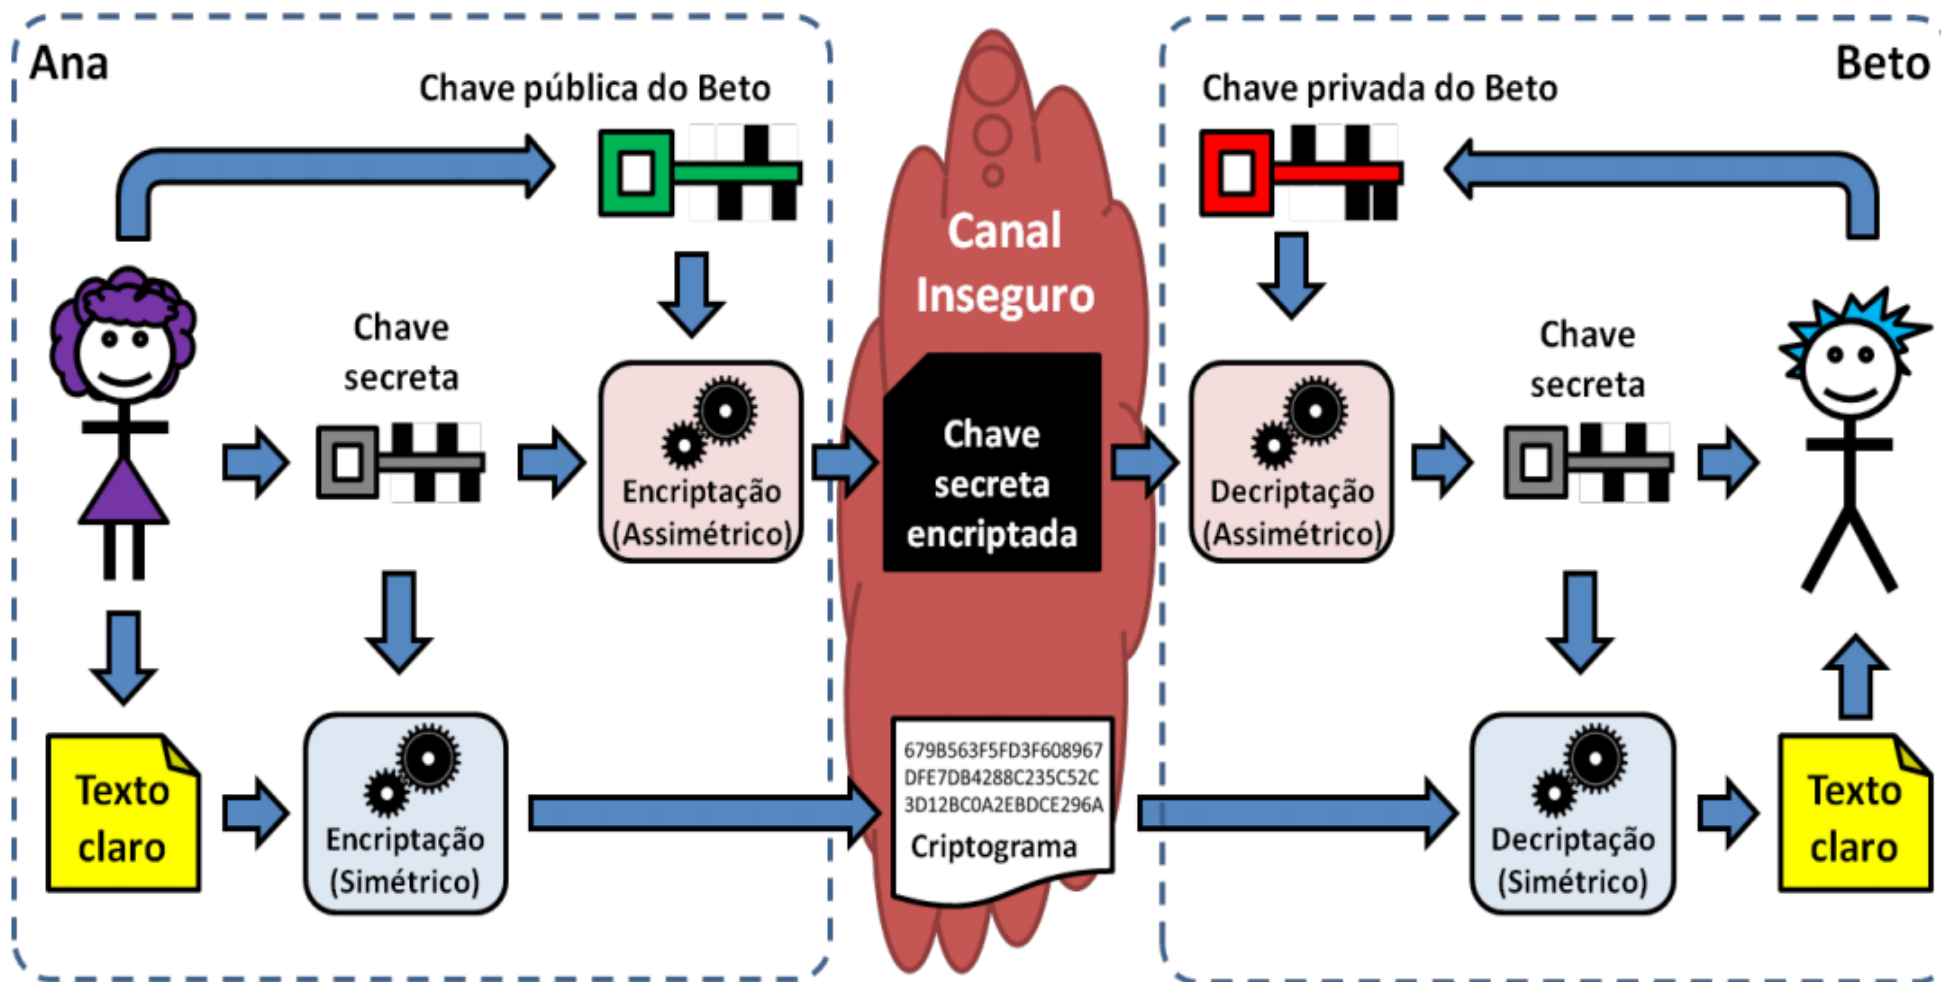 Ana
Chave pública do Beto
Chave
secreta
Encriptação
(Assimétrico)
Texto
claro
Encriptação
(Simétrico)
Canal
Inseguro
Chave
secreta
encriptada
679B563F5FD3F608967
DFE7DB4288C235C52C
3D12BC0A2EBDCE296A
Criptograma
Beto
Chave privada do Beto
Decriptação
(Assimétrico)
Chave
secreta
Decriptação
(Simétrico)
Texto
claro